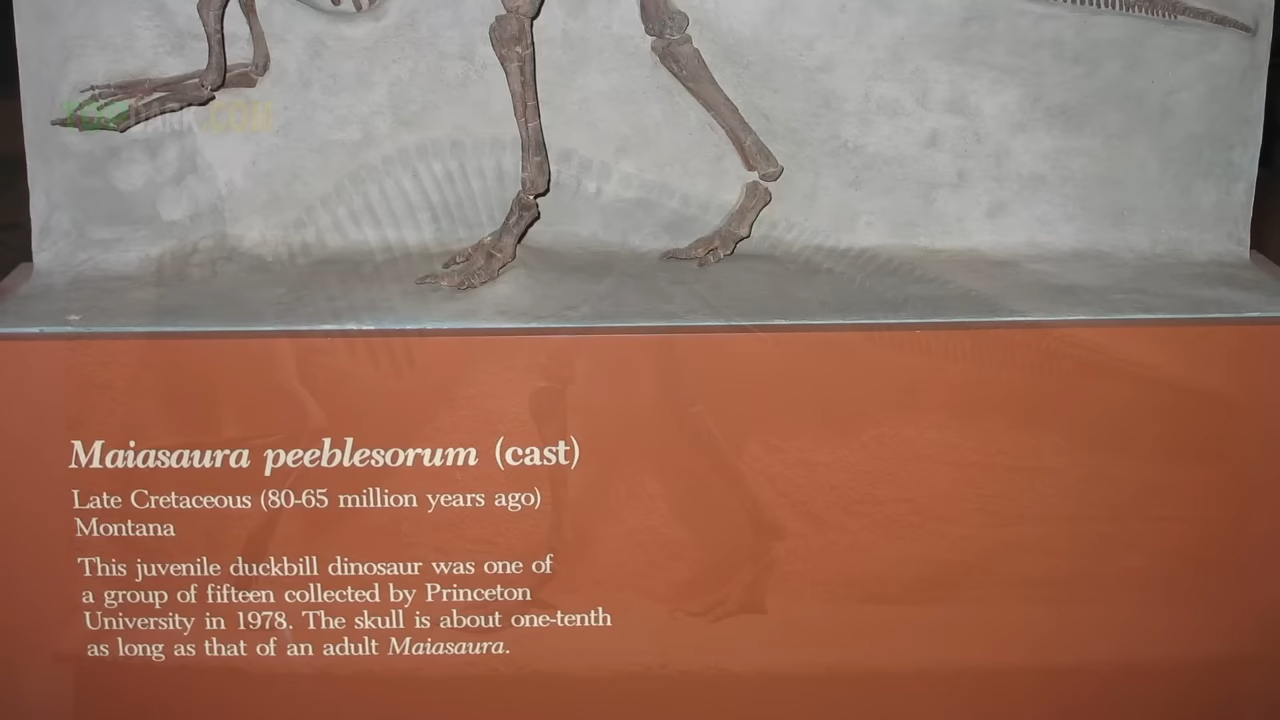 Maiasaura peeblesorum (cast)
Late Cretaceous (80-65 million years ago)
Montana
This juvenile duckbill dinosaur was one of
a group of fifteen collected by Princeton
University in 1978. The skull is about one-tenth
as long as that of an adult Maiasaura.